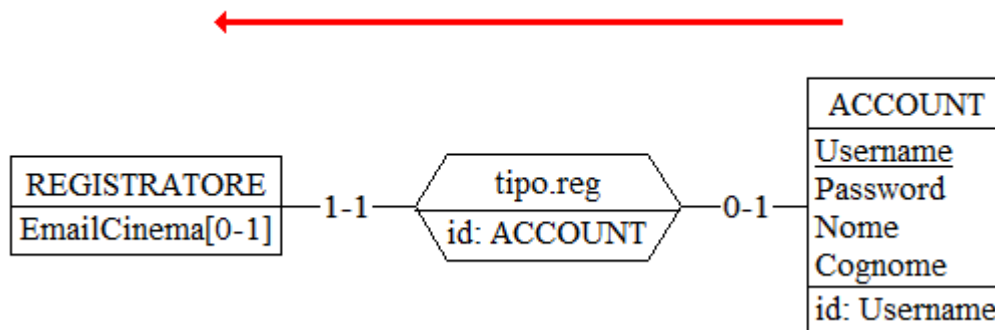 REGISTRATORE
EmailCinema[0-1]
1-1
tipo.reg
id: ACCOUNT
0-1
ACCOUNT
Username
Password
Nome
Cognome
id: Username